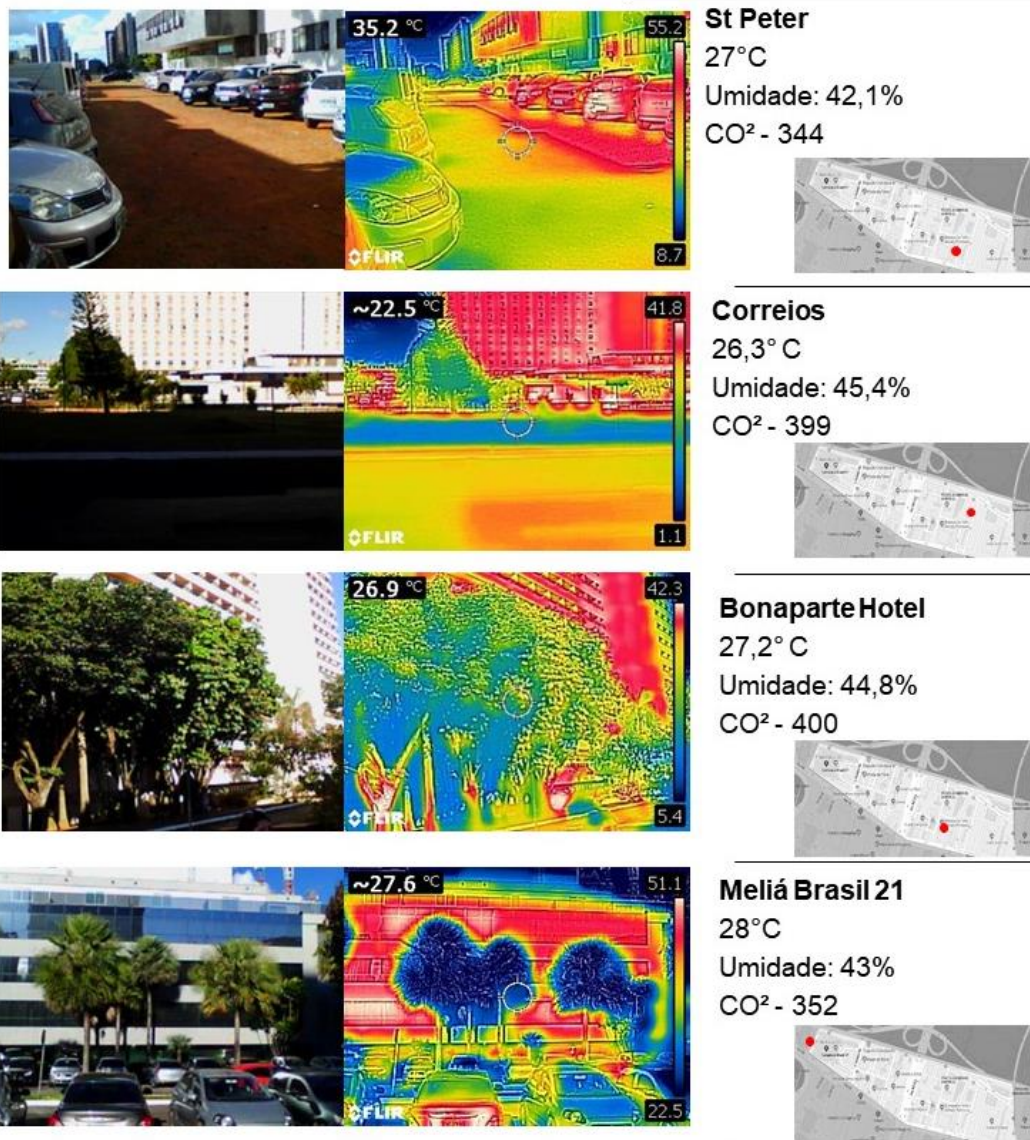 35.2 °C
55.2
8.7
FLIR
St Peter
27°C
Umidade: 42,1%
CO² - 344
~22.5 °C
41.8
1.1
FLIR
Correios
26,3° C
Umidade: 45,4%
CO² - 399
26.9 °C
42.3
5.4
FLIR
Bonaparte Hotel
27,2° C
Umidade: 44,8%
CO² - 400
~27.6 °C
51.1
22.5
FLIR
Meliá Brasil 21
28°C
Umidade: 43%
CO² - 352